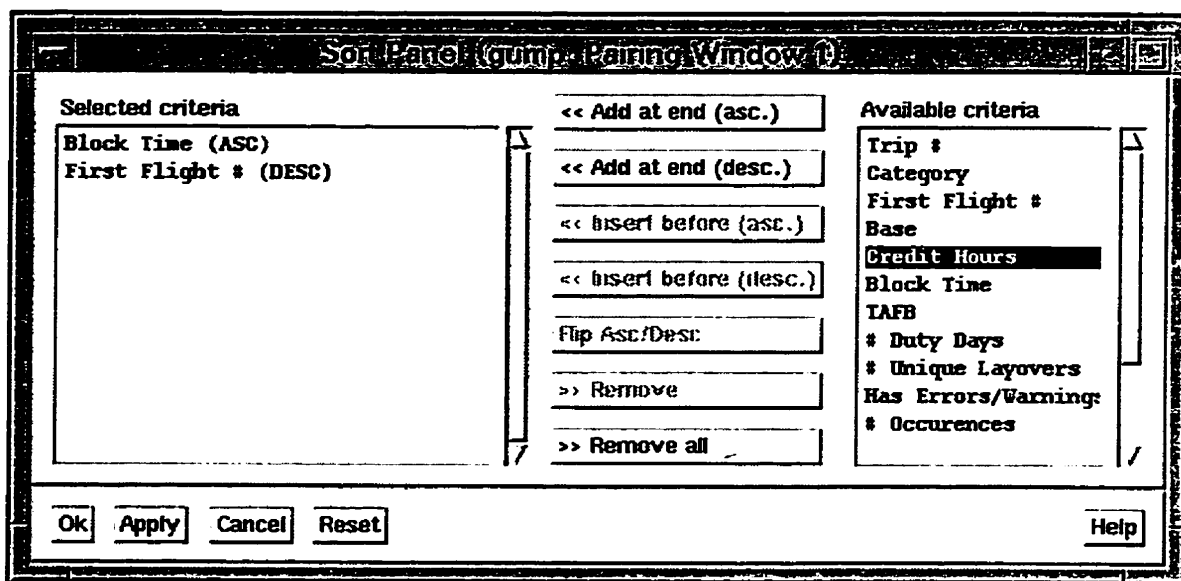 Sort Panel (gump. Pairing Window 1)
Selected criteria
Block Time (ASC)
First Flight # (DESC)
<< Add at end (asc.)
<< Add at end (desc.)
<< Insert before (asc.)
<< Insert before (desc.)
Flip Asc/Desc
>> Remove
>> Remove all
Available criteria
Trip #
Category
First Flight #
Base
Credit Hours
Block Time
TAFB
# Duty Days
# Unique Layovers
Has Errors/Warnings
# Occurences
Ok Apply Cancel Reset Help